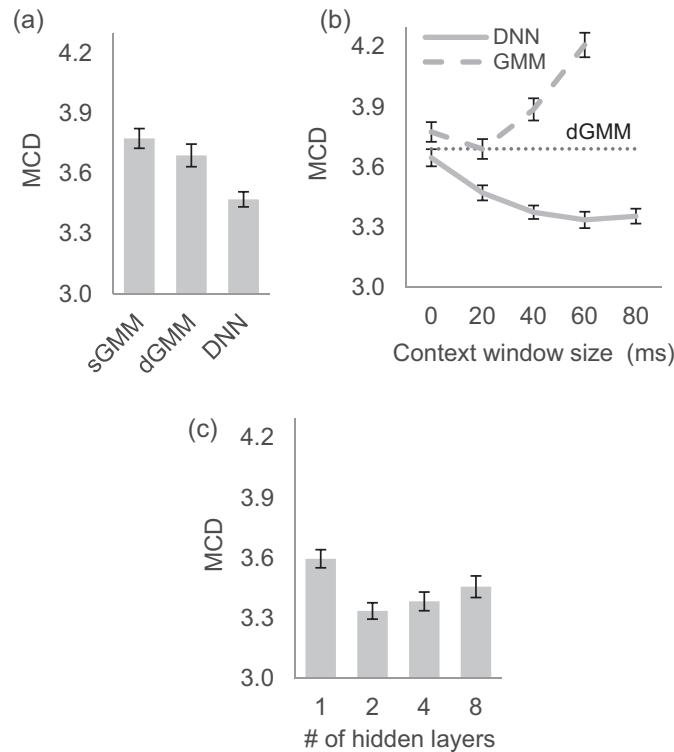 (a)
4.2
3.9
3.6
3.3
3.0
MCD
sGMM
dGMM
DNN
(b)
4.2
3.9
3.6
3.3
3.0
MCD
DNN
GMM
dGMM
0 20 40 60 80
Context window size (ms)
(c)
4.2
3.9
3.6
3.3
3.0
MCD
1 2 4 8
# of hidden layers